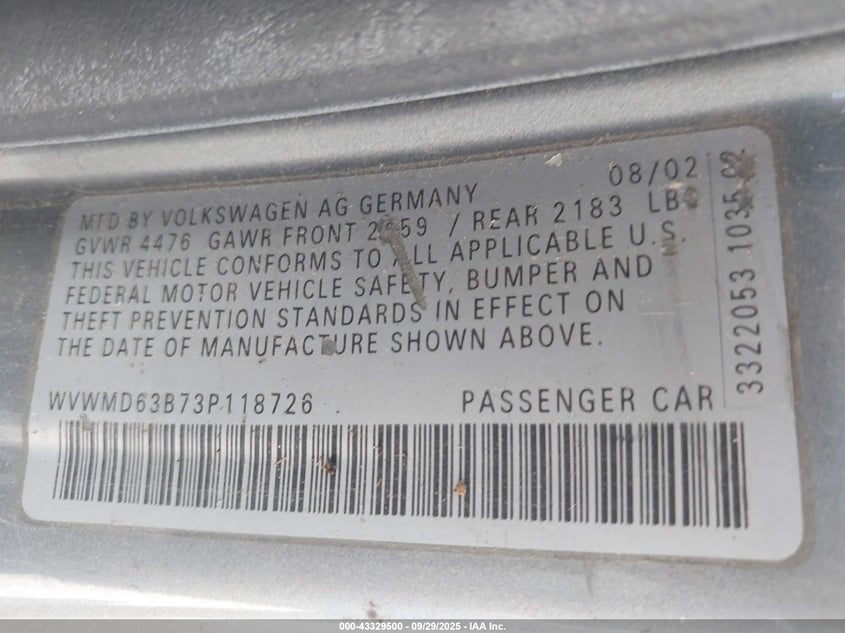 08/02
MFD BY VOLKSWAGEN AG GERMANY
GVWR 4476 GAWR FRONT / REAR 2183 LBS
THIS VEHICLE CONFORMS TO ALL APPLICABLE U.S.
FEDERAL MOTOR VEHICLE SAFETY, BUMPER AND
THEFT PREVENTION STANDARDS IN EFFECT ON
THE DATE OF MANUFACTURE SHOWN ABOVE.
WVWMD63B73P118726 PASSENGER CAR
3322053 1035
000-43329500 - 09/29/2025 - IAA Inc.